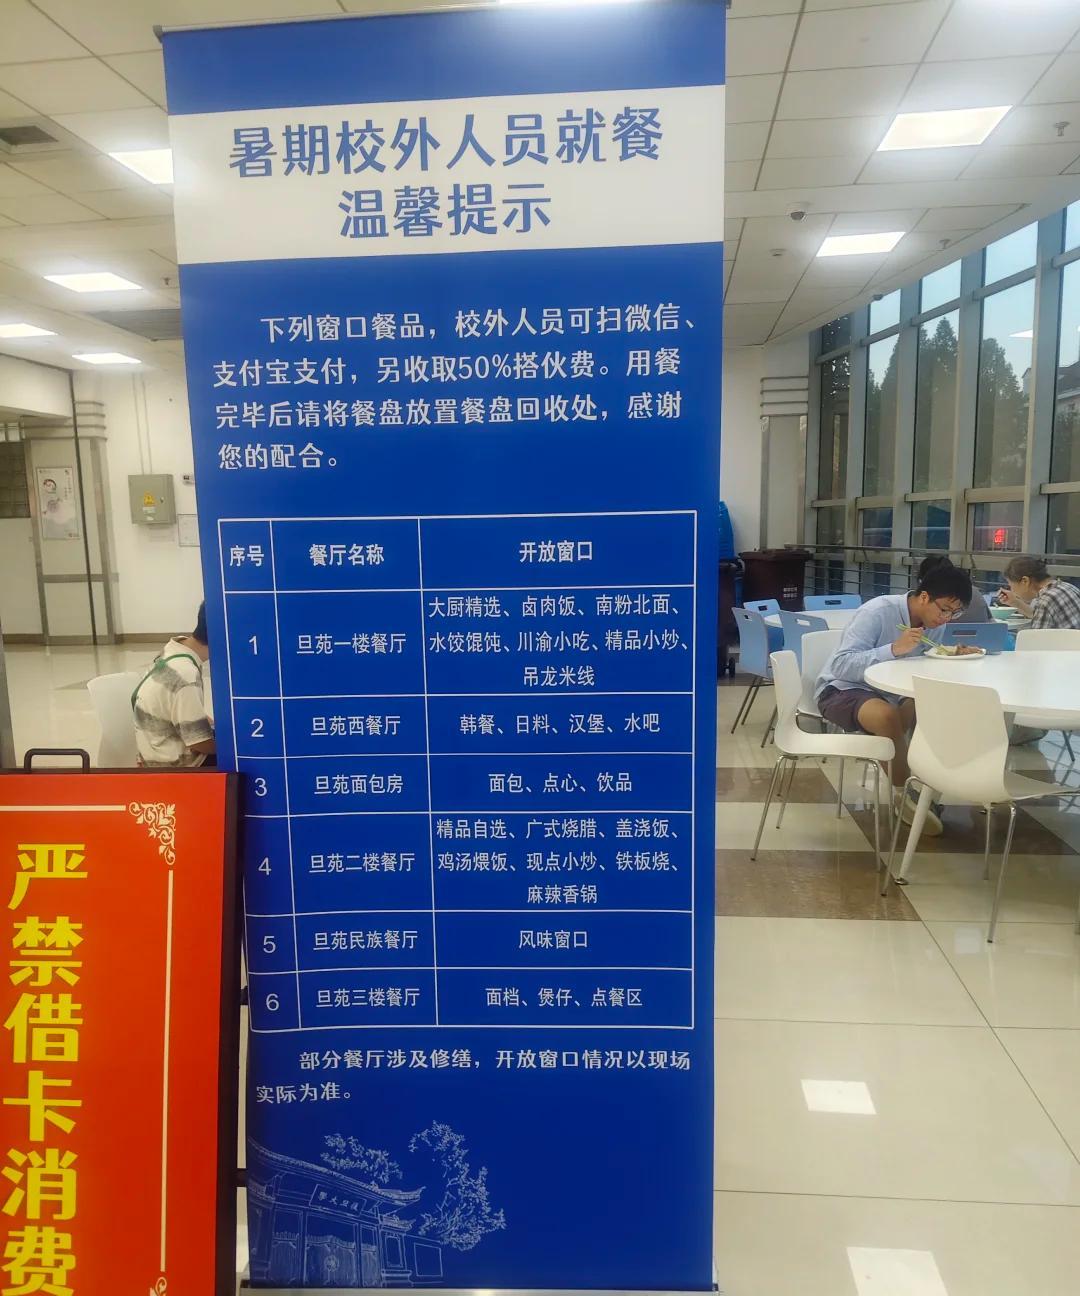 暑期校外人员就餐
温馨提示
下列窗口餐品，校外人员可扫微信、
支付宝支付，另收取50%搭伙费。用餐
完毕后请将餐盘放置餐盘回收处，感谢
您的配合。
序号 餐厅名称 开放窗口
1 旦苑一楼餐厅 大厨精选、卤肉饭、南粉北面、
水饺馄饨、川渝小吃、精品小炒、
吊龙米线
2 旦苑西餐厅 韩餐、日料、汉堡、水吧
3 旦苑面包房 面包、点心、饮品
4 旦苑二楼餐厅 精品自选、广式烧腊、盖浇饭、
鸡汤煨饭、现点小炒、铁板烧、
麻辣香锅
5 旦苑民族餐厅 风味窗口
6 旦苑三楼餐厅 面档、煲仔、点餐区
部分餐厅涉及修缮，开放窗口情况以现场
实际为准。
學大旦復
严禁借卡消费